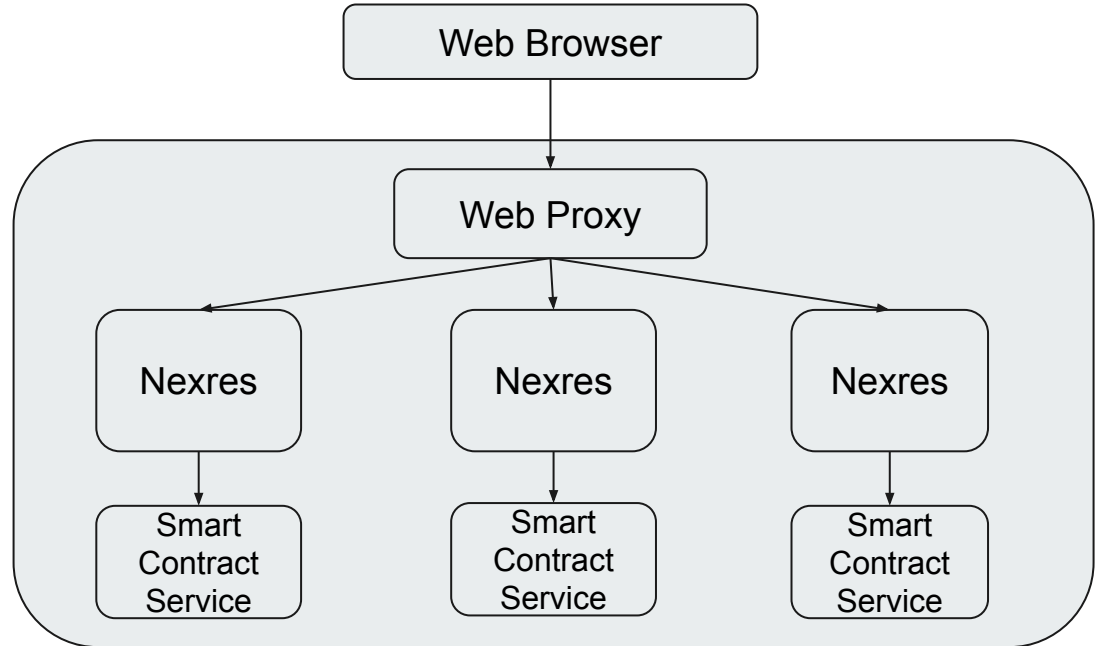 Web Browser
Web Proxy
Nexres
Nexres
Nexres
Smart
Contract
Service
Smart
Contract
Service
Smart
Contract
Service